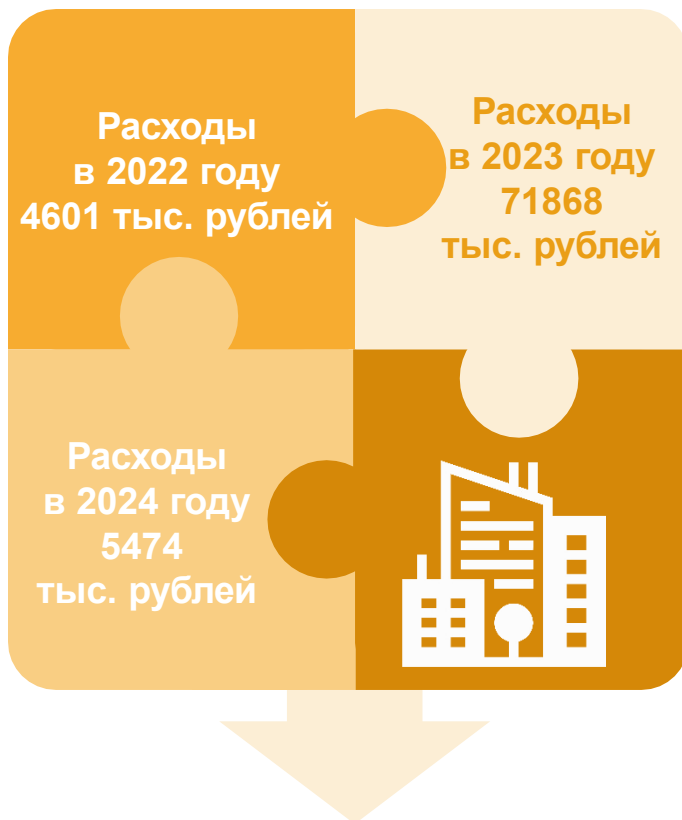 Расходы
в 2022 году
4601 тыс. рублей
Расходы
в 2023 году
71868
тыс. рублей
Расходы
в 2024 году
5474
тыс. рублей